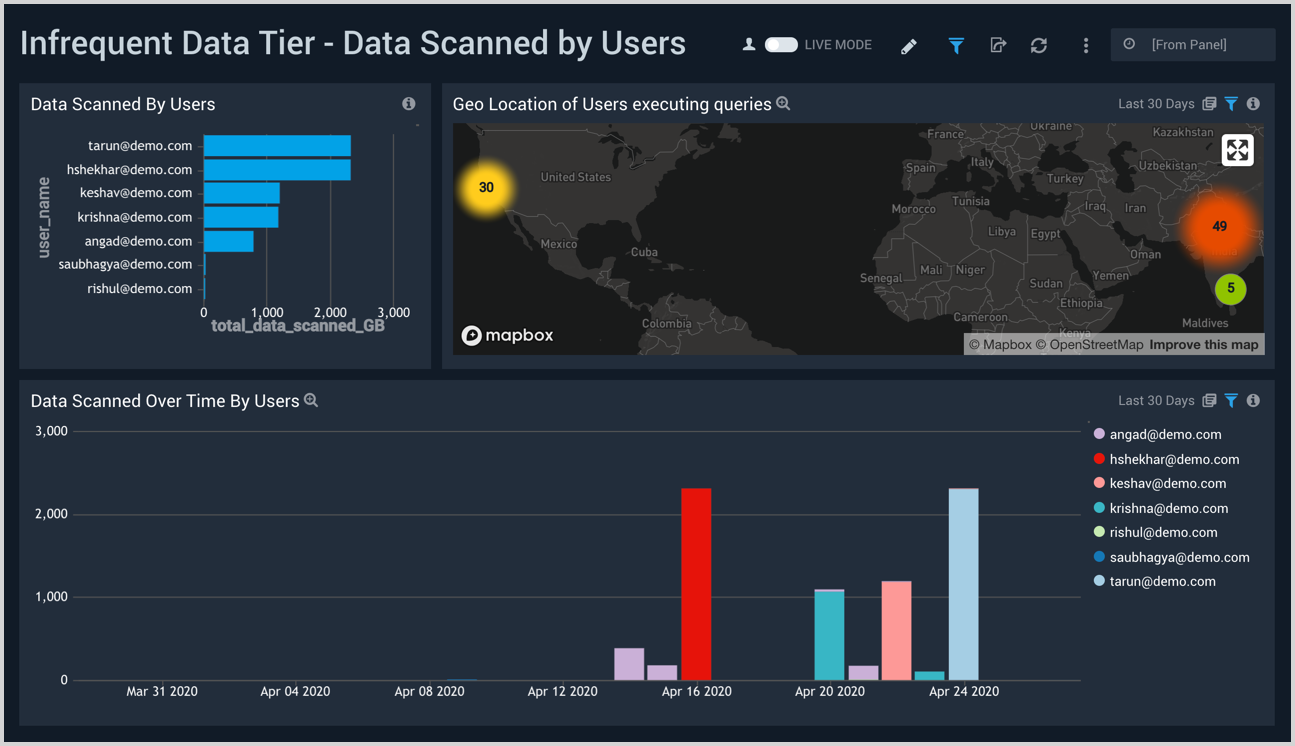 Infrequent Data Tier - Data Scanned by Users
LIVE MODE
[From Panel]
Data Scanned By Users
user_name
tarun@demo.com
hshekhar@demo.com
keshav@demo.com
krishna@demo.com
angad@demo.com
saubhagya@demo.com
rishul@demo.com
0 1,000 2,000 3,000
total_data_scanned_GB
Geo Location of Users executing queries
Last 30 Days
Ukraine
France
Kazakhstan
Italy
Spain
Uzbekistan
United States
Turkey
30
Tunisia
Morocco
Iraq
Iran
49
Libya
Egypt
Mexico
Cuba
Oman
Mali
Niger
Senegal
Yemen
Sudan
5
Ethiopia
Cameroon
Colombia
Maldives
Kenya
mapbox
© Mapbox © OpenStreetMap Improve this map
Data Scanned Over Time By Users
Last 30 Days
3,000
2,000
1,000
0
Mar 31 2020 Apr 04 2020 Apr 08 2020 Apr 12 2020 Apr 16 2020 Apr 20 2020 Apr 24 2020
angad@demo.com
hshekhar@demo.com
keshav@demo.com
krishna@demo.com
rishul@demo.com
saubhagya@demo.com
tarun@demo.com